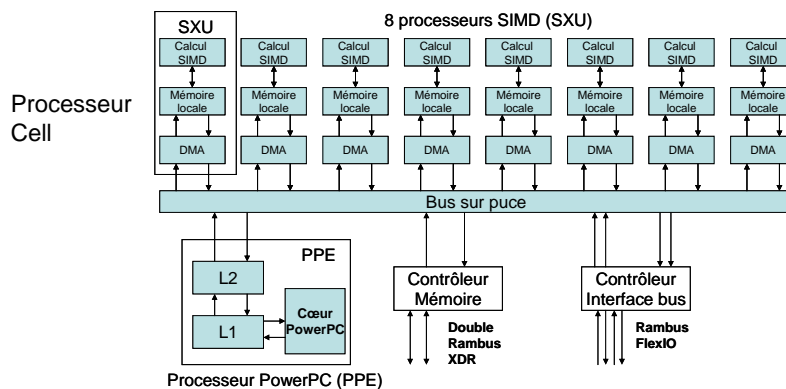 SXU
8 processeurs SIMD (SXU)
Calcul SIMD
Calcul SIMD
Calcul SIMD
Calcul SIMD
Calcul SIMD
Calcul SIMD
Calcul SIMD
Calcul SIMD
Processeur
Cell
Mémoire locale
Mémoire locale
Mémoire locale
Mémoire locale
Mémoire locale
Mémoire locale
Mémoire locale
Mémoire locale
DMA
DMA
DMA
DMA
DMA
DMA
DMA
DMA
Bus sur puce
PPE
L2
L1
Cœur
PowerPC
Contrôleur
Mémoire
Contrôleur
Interface bus
Double
Rambus
XDR
Rambus
FlexIO
Processeur PowerPC (PPE)